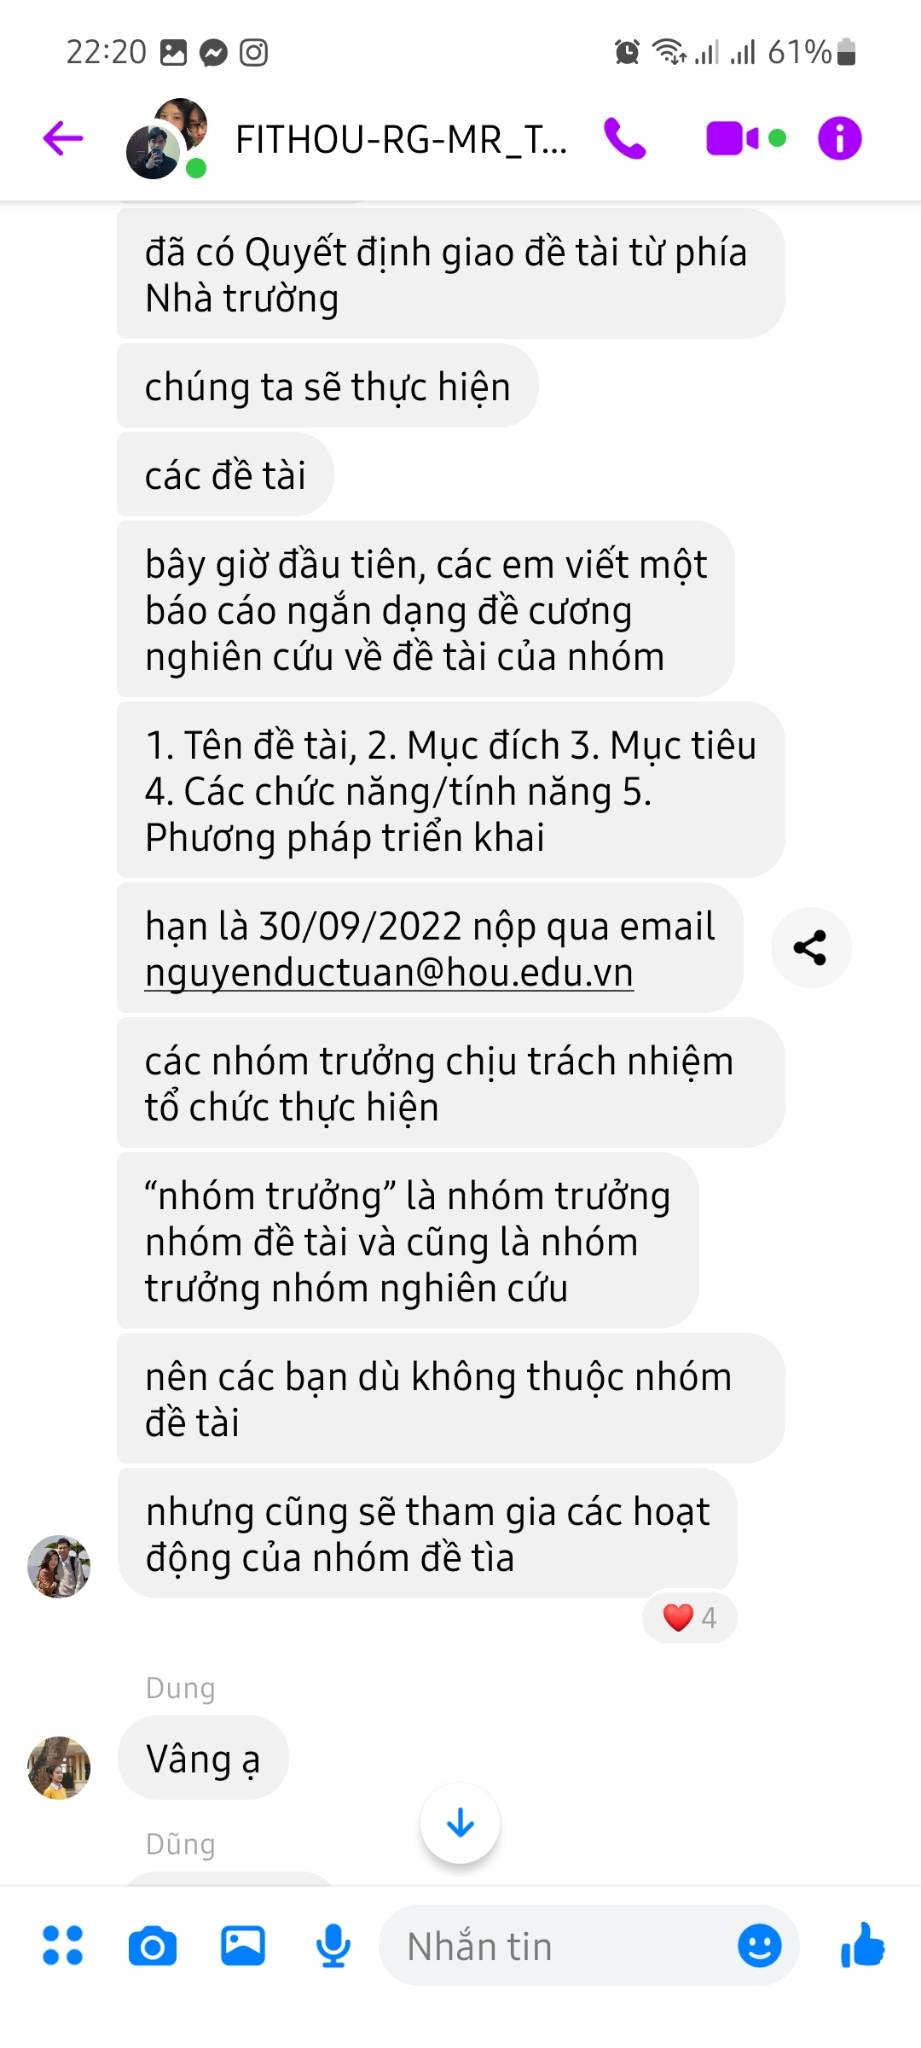 22:20
61%
FITHOU-RG-MR_T...
đã có Quyết định giao đề tài từ phía
Nhà trường
chúng ta sẽ thực hiện
các đề tài
bây giờ đầu tiên, các em viết một
báo cáo ngắn dạng đề cương
nghiên cứu về đề tài của nhóm
1. Tên đề tài, 2. Mục đích 3. Mục tiêu
4. Các chức năng/tính năng 5.
Phương pháp triển khai
hạn là 30/09/2022 nộp qua email
nguyenductuan@hou.edu.vn
các nhóm trưởng chịu trách nhiệm
tổ chức thực hiện
“nhóm trưởng” là nhóm trưởng
nhóm đề tài và cũng là nhóm
trưởng nhóm nghiên cứu
nên các bạn dù không thuộc nhóm
đề tài
nhưng cũng sẽ tham gia các hoạt
động của nhóm đề tìa
4
Dung
Vâng ạ
Dũng
Nhắn tin